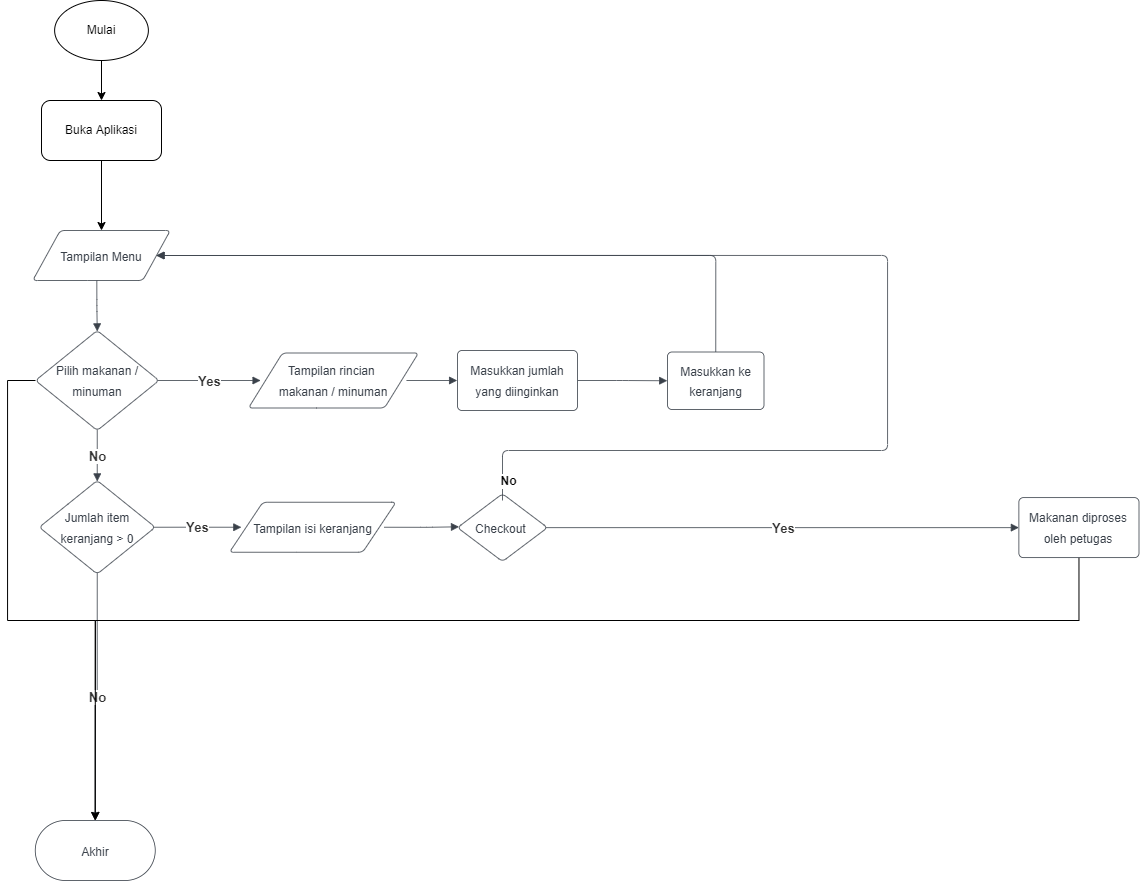 Mulai
Buka Aplikasi
Tampilan Menu
Pilih makanan /
minuman
Yes
Tampilan rincian
makanan / minuman
Masukkan jumlah
yang diinginkan
Masukkan ke
keranjang
No
No
Jumlah item
keranjang > 0
Yes
Tampilan isi keranjang
Checkout
Yes
Makanan diproses
oleh petugas
No
Akhir